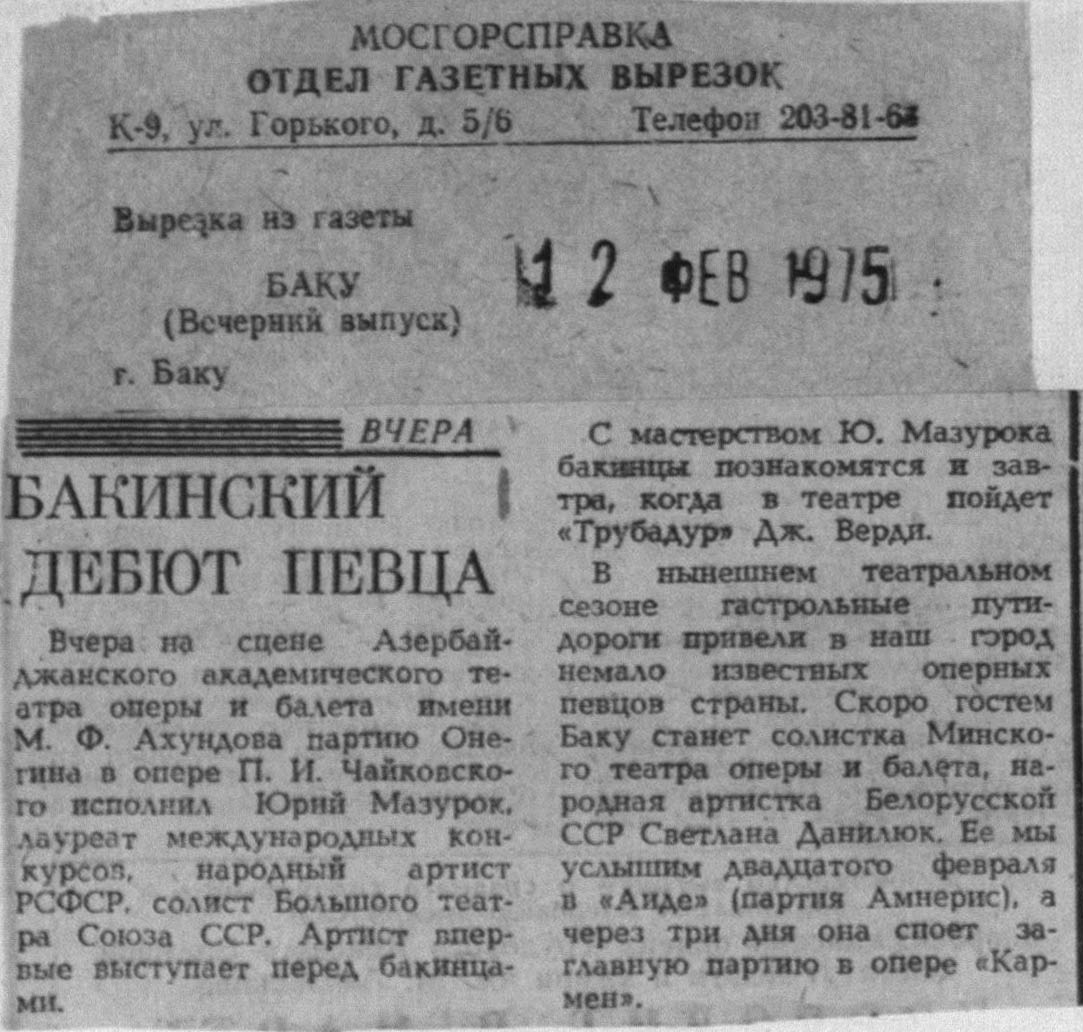 МОСГОРСПРАВКА
ОТДЕЛ ГАЗЕТНЫХ ВЫРЕЗОК
К-9, ул. Горького, д. 5/6 Телефон 203-81-63
Вырезка из газеты
БАКУ
(Вечерний выпуск)
г. Баку
12 ФЕВ 1975
ВЧЕРА
БАКИНСКИЙ
ДЕБЮТ ПЕВЦА
Вчера на сцене Азербай-
джанского академического те-
атра оперы и балета имени
М. Ф. Ахундова партию Оне-
гина в опере П. И. Чайковско-
го исполнил Юрий Мазурок,
лауреат международных кон-
курсов, народный артист
РСФСР, солист Большого теат-
ра Союза ССР. Артист впер-
вые выступает перед бакинца-
ми.
С мастерством Ю. Мазурока
бакинцы познакомятся и зав-
тра, когда в театре пойдет
«Трубадур» Дж. Верди.
В нынешнем театральном
сезоне гастрольные пути-
дороги привели в наш город
немало известных оперных
певцов страны. Скоро гостем
Баку станет солистка Минско-
го театра оперы и балета, на-
родная артистка Белорусской
ССР Светлана Данилюк. Ее мы
услышим двадцатого февраля
в «Аиде» (партия Амнерис), а
через три дня она споет за-
главную партию в опере «Кар-
мен».